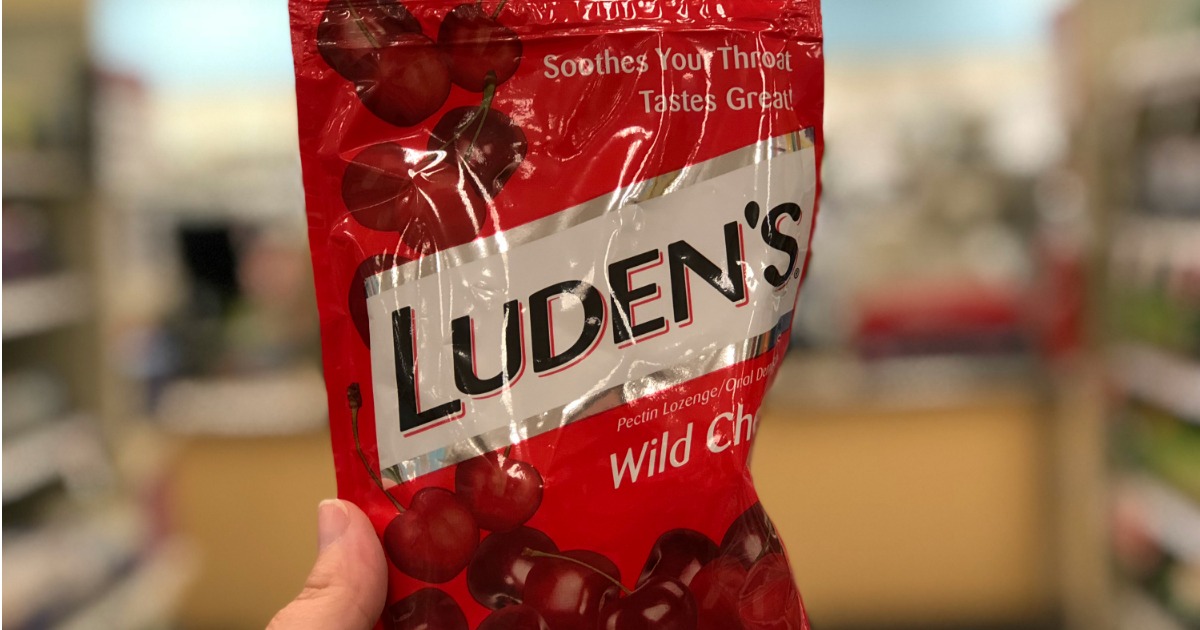 Soothes Your Throat
Tastes Great!
LUDEN'S®
Pectin Lozenge/Oral
Wild